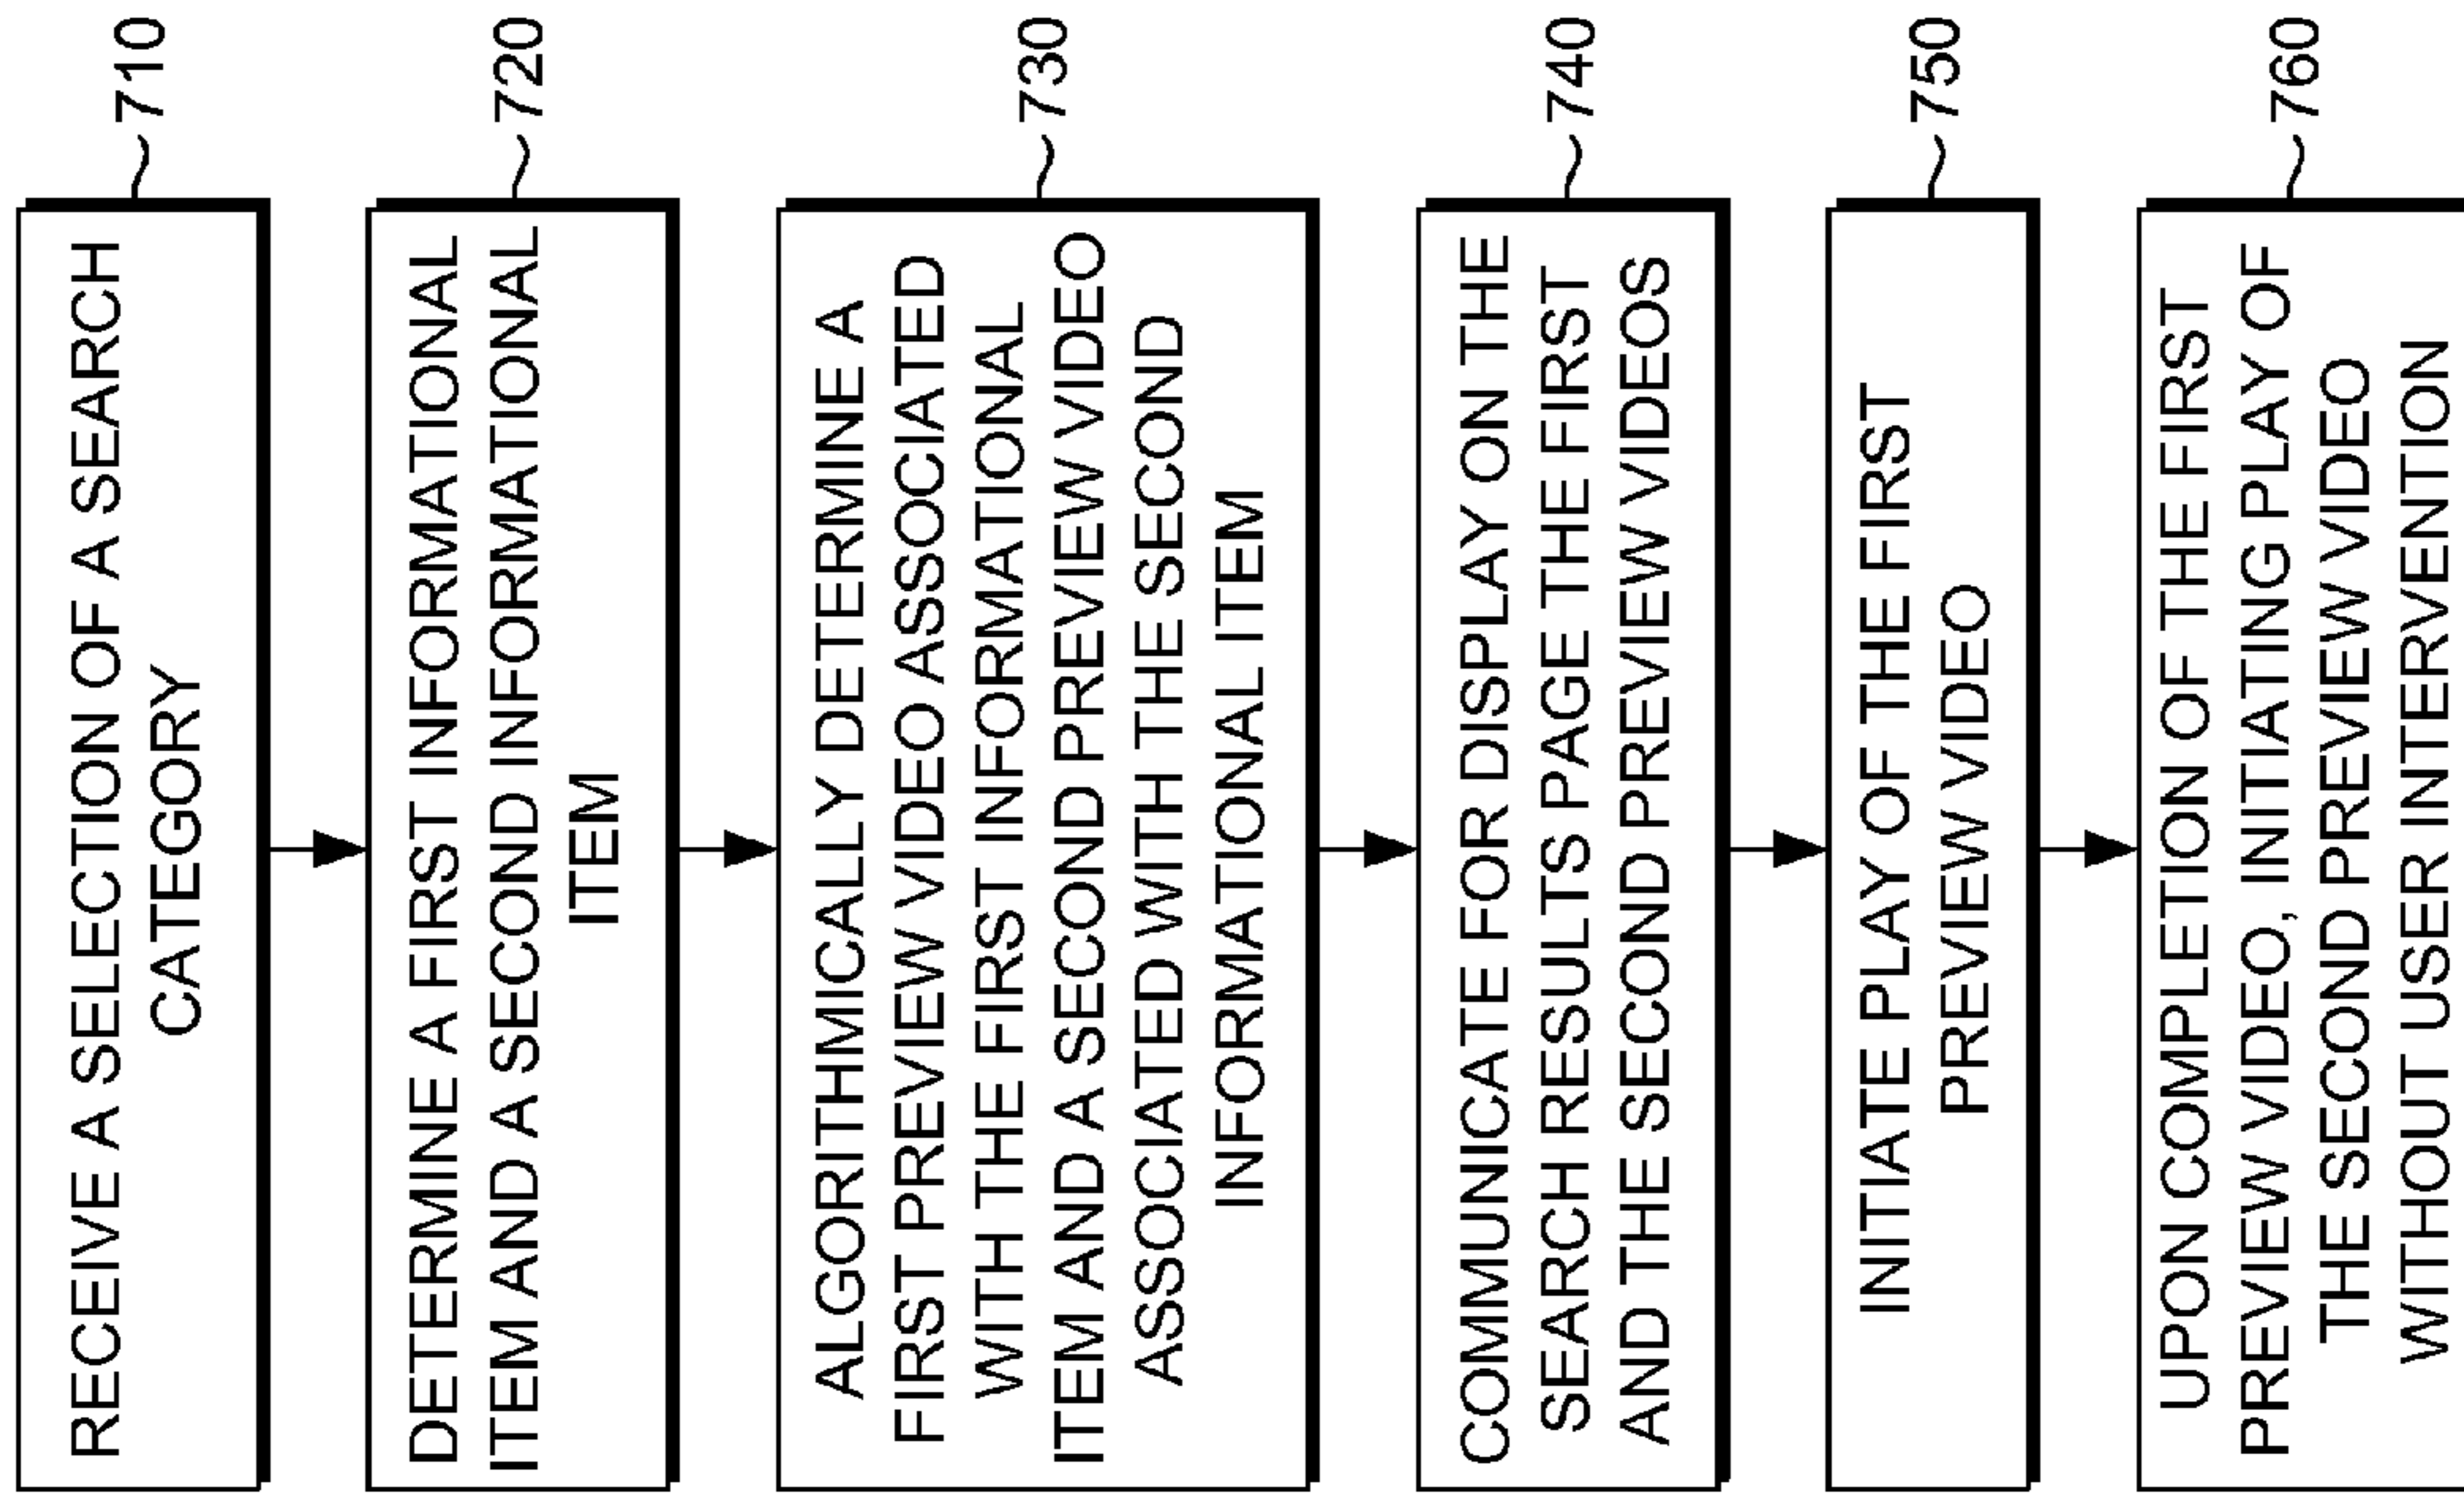 RECEIVE A SELECTION OF A SEARCH
CATEGORY
710
DETERMINE A FIRST INFORMATIONAL
ITEM AND A SECOND INFORMATIONAL
ITEM
720
ALGORITHMICALLY DETERMINE A
FIRST PREVIEW VIDEO ASSOCIATED
WITH THE FIRST INFORMATIONAL
ITEM AND A SECOND PREVIEW VIDEO
ASSOCIATED WITH THE SECOND
INFORMATIONAL ITEM
730
COMMUNICATE FOR DISPLAY ON THE
SEARCH RESULTS PAGE THE FIRST
AND THE SECOND PREVIEW VIDEOS
740
INITIATE PLAY OF THE FIRST
PREVIEW VIDEO
750
UPON COMPLETION OF THE FIRST
PREVIEW VIDEO, INITIATING PLAY OF
THE SECOND PREVIEW VIDEO
WITHOUT USER INTERVENTION
760